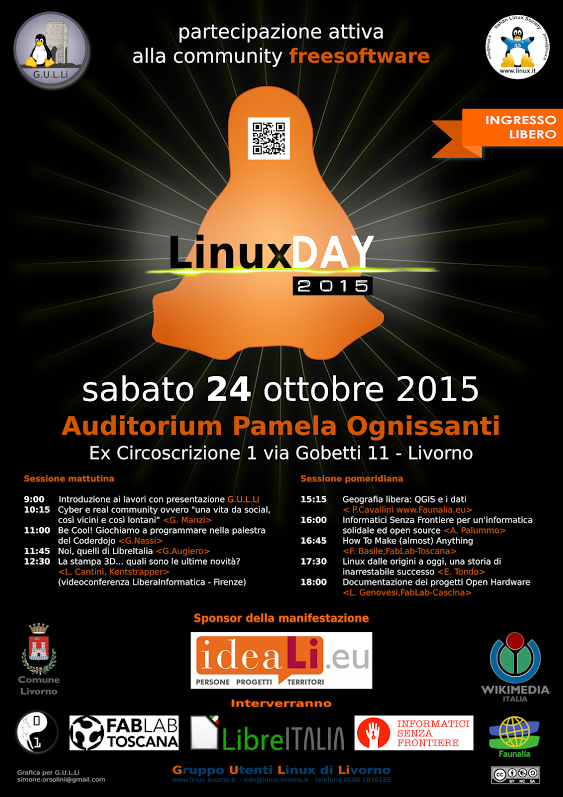 partecipazione attiva
alla community freesoftware
G.U.L.Li
Italian Linux Society
www.linux.it
INGRESSO
LIBERO
LinuxDAY
2015
sabato 24 ottobre 2015
Auditorium Pamela Ognissanti
Ex Circoscrizione 1 via Gobetti 11 - Livorno
Sessione mattutina
9:00 Introduzione ai lavori con presentazione G.U.L.Li
10:15 Cyber e real community ovvero "una vita da social,
così vicini e così lontani" <G. Manzi>
11:00 Be Cool! Giochiamo a programmare nella palestra
del Coderdojo <G.Nassi>
11:45 Noi, quelli di LibreItalia <G.Augiero>
12:30 La stampa 3D... quali sono le ultime novità?
<L. Cantini, Kentstrapper>
(videoconferenza LiberaInformatica - Firenze)
Sessione pomeridiana
15:15 Geografia libera: QGIS e i dati
< P.Cavallini www.Faunalia.eu>
16:00 Informatici Senza Frontiere per un'informatica
solidale ed open source <A. Palummo>
16:45 How To Make (almost) Anything
<F. Basile,FabLab-Toscana>
17:30 Linux dalle origini a oggi, una storia di
inarrestabile successo <E. Tondo>
18:00 Documentazione dei progetti Open Hardware
<L. Genovesi,FabLab-Cascina>
Sponsor della manifestazione
Comune
Livorno
ideaLi.eu
PERSONE PROGETTI TERRITORI
WIKIMEDIA
ITALIA
Interverranno
FABLAB
TOSCANA
LibreITALIA
INFORMATICI
SENZA
FRONTIERE
Faunalia
Gruppo Utenti Linux di Livorno
www.linux.livorno.it - info@linux.livorno.it - telefono 0586 1836155
Grafica per G.U.L.Li
simone.orsolini@gmail.com
cc
BY NC SA